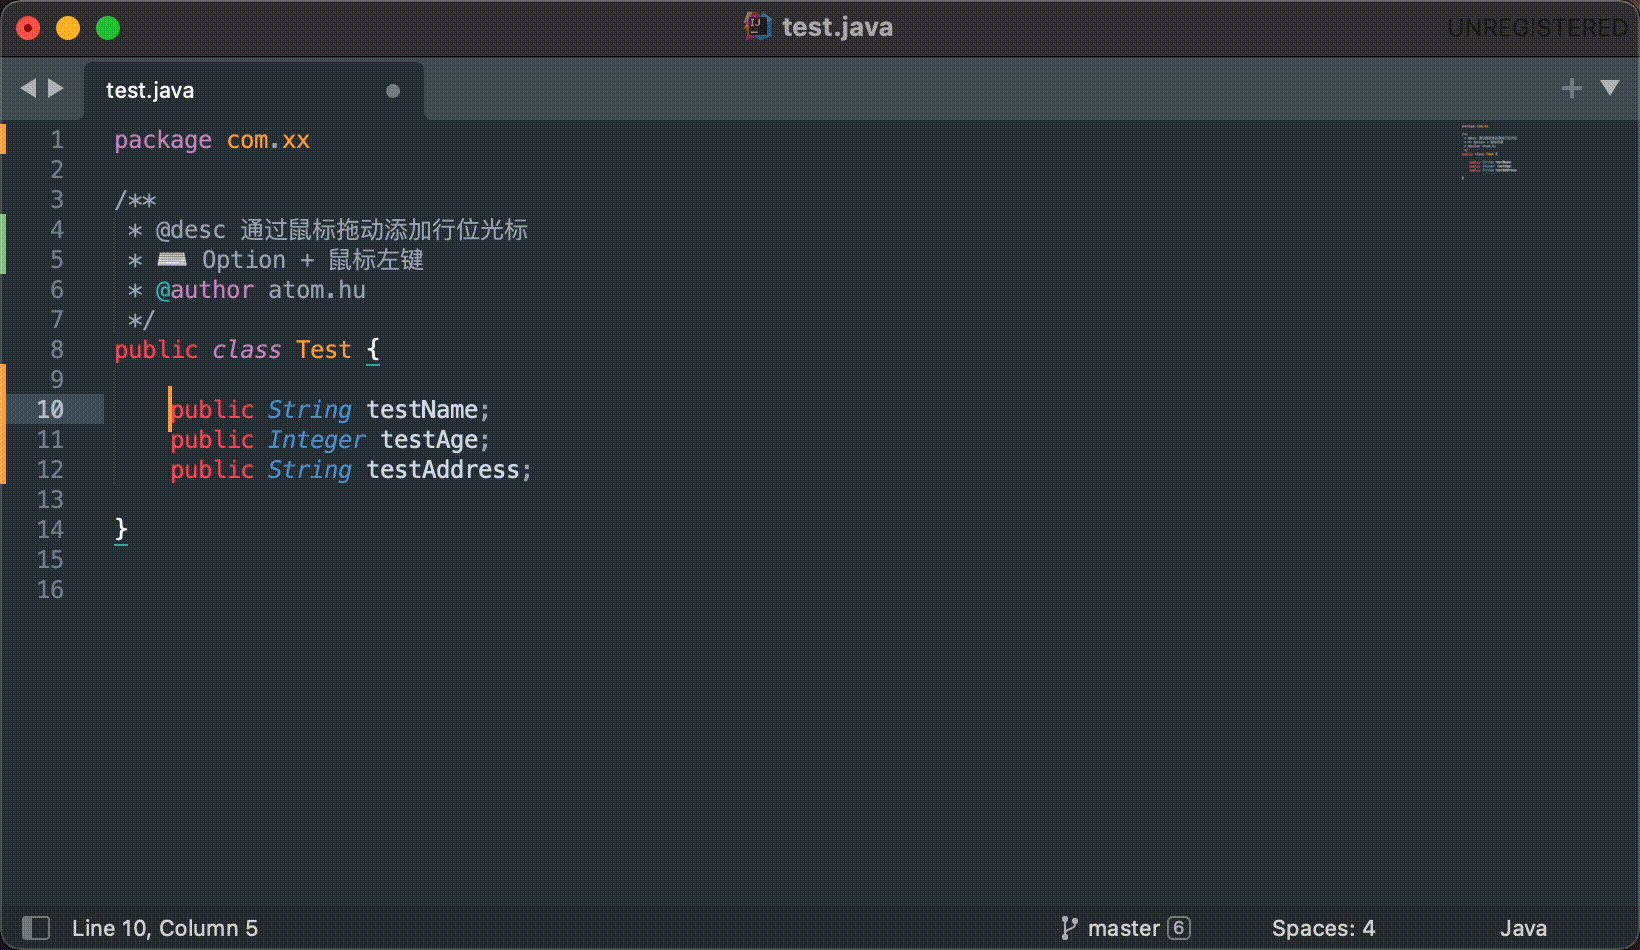 test.java
UNREGISTERED
test.java
1 package com.xx
2
3 /**
4 * @desc 通过鼠标拖动添加行位光标
5 * ⌨️ Option + 鼠标左键
6 * @author atom.hu
7 */
8 public class Test {
9
10 public String testName;
11 public Integer testAge;
12 public String testAddress;
13
14 }
15
16
Line 10, Column 5 master 6 Spaces: 4 Java